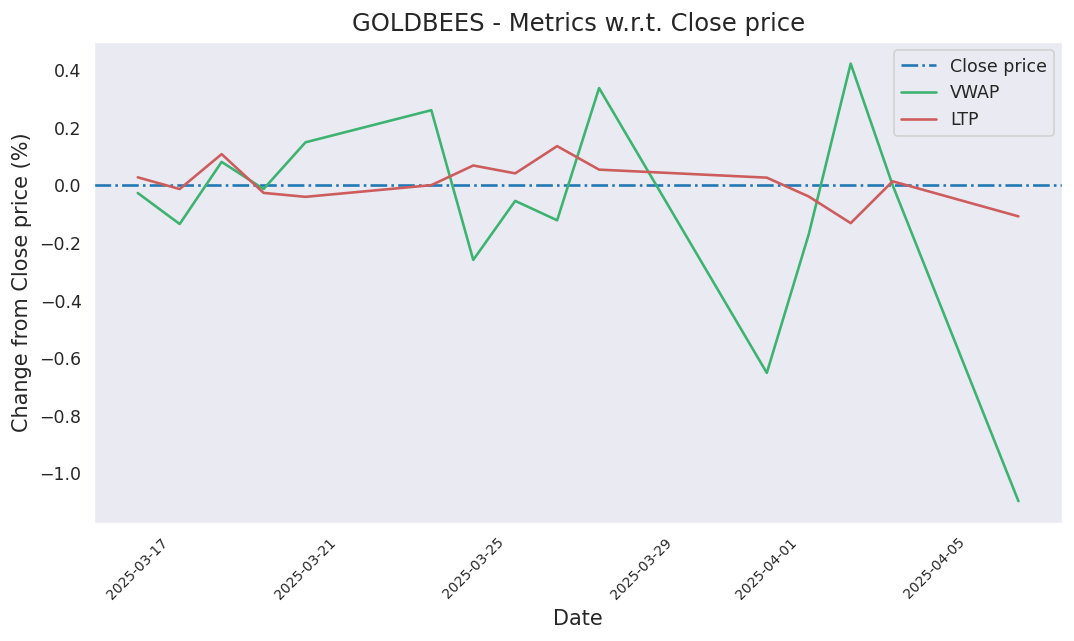 GOLDBEES - Metrics w.r.t. Close price
Close price
VWAP
LTP
Change from Close price (%)
0.4
0.2
0.0
−0.2
−0.4
−0.6
−0.8
−1.0
2025-03-17
2025-03-21
2025-03-25
2025-03-29
2025-04-01
2025-04-05
Date